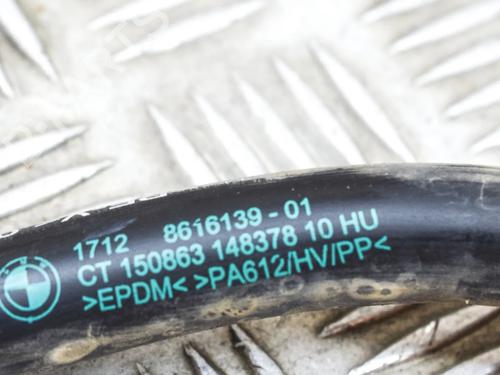 1712 8616139 - 01
CT 150863 148378 10 HU
>EPDM< >PA612/HV/PP<